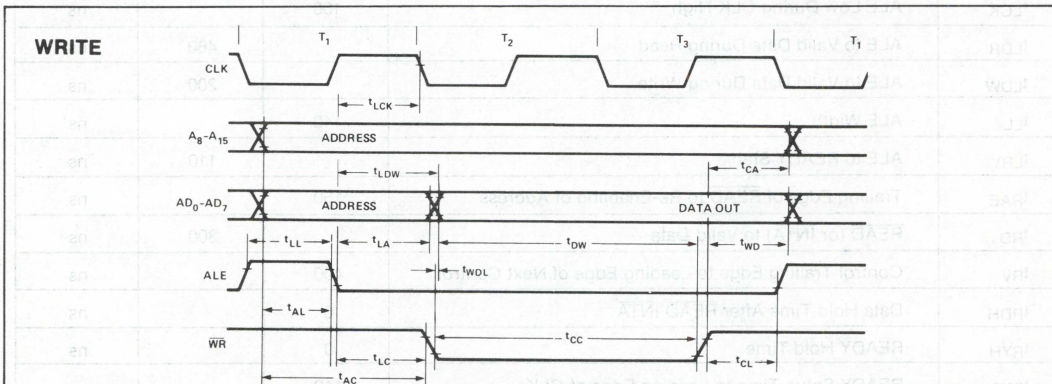 WRITE
T₁ T₂ T₃ T₁
CLK
tLCK
A₈-A₁₅ ADDRESS
tLDW tCA
AD₀-AD₇ ADDRESS DATA OUT
tLL tLA tDW tWD
ALE
tWDL
tAL
WR
tCC
tLC tCL
tAC